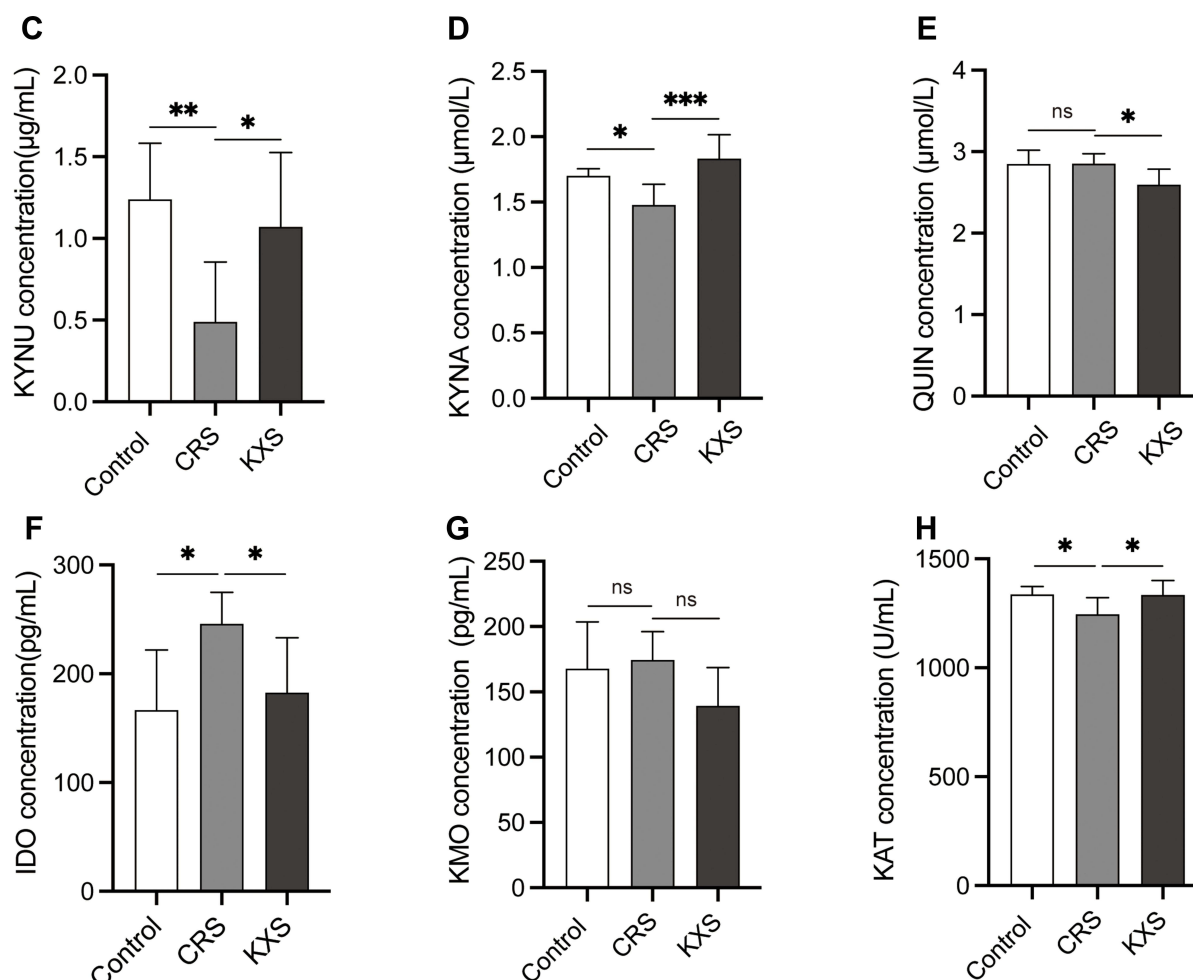 C
KYNU concentration(µg/mL)
2.0
1.5
1.0
0.5
0.0
**
*
Control
CRS
KXS
D
KYNA concentration (µmol/L)
2.5
2.0
1.5
1.0
0.5
0.0
*
***
Control
CRS
KXS
E
QUIN concentration (µmol/L)
4
3
2
1
0
ns
*
Control
CRS
KXS
F
IDO concentration(pg/mL)
300
200
100
0
*
*
Control
CRS
KXS
G
KMO concentration (pg/mL)
250
200
150
100
50
0
ns
ns
Control
CRS
KXS
H
KAT concentration (U/mL)
1500
1000
500
0
*
*
Control
CRS
KXS